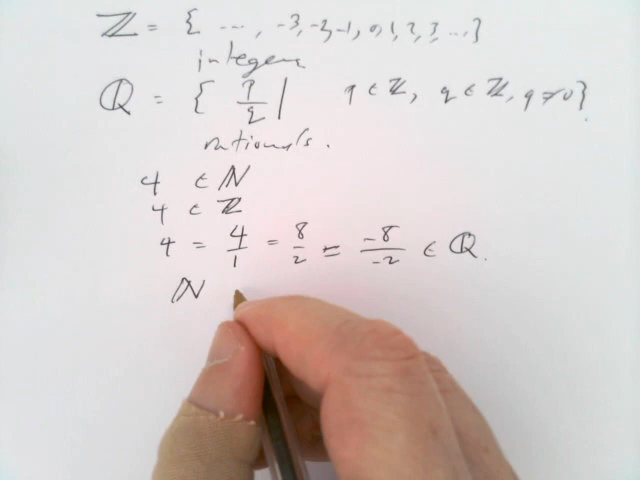 ℤ = { ..., -3, -2, -1, 0, 1, 2, 3 ...}
integers
ℚ = { p/q | p ∈ ℤ, q ∈ ℤ, q ≠ 0}
rationals.
4 ∈ ℕ
4 ∈ ℤ
4 = 4/1 = 8/2 = -8/-2 ∈ ℚ.
ℕ